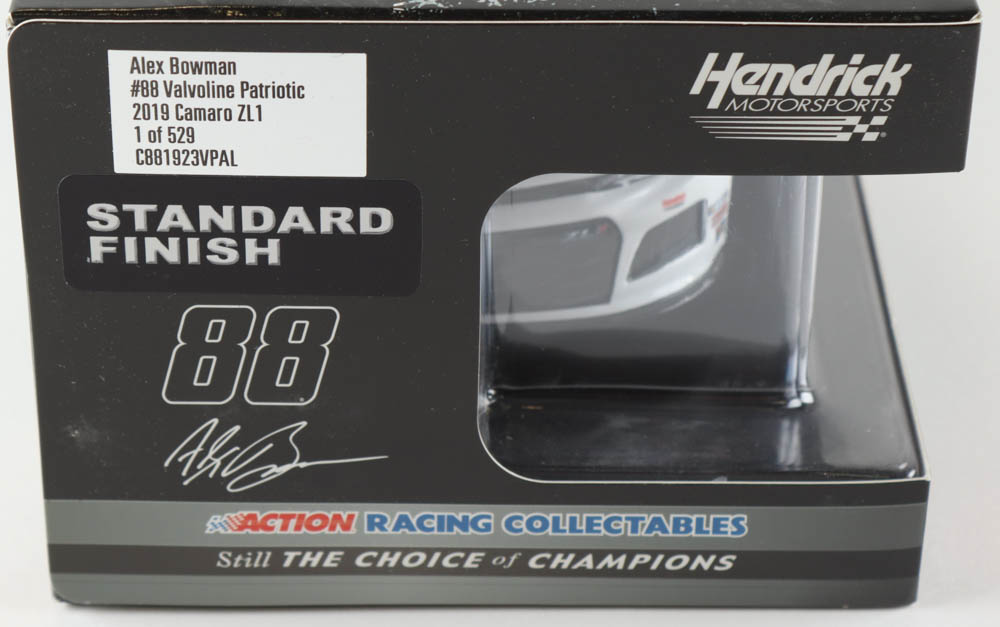 Alex Bowman
#88 Valvoline Patriotic
2019 Camaro ZL1
1 of 529
C881923VPAL
Hendrick
MOTORSPORTS
STANDARD
FINISH
88
ACTION RACING COLLECTABLES
Still THE CHOICE of CHAMPIONS